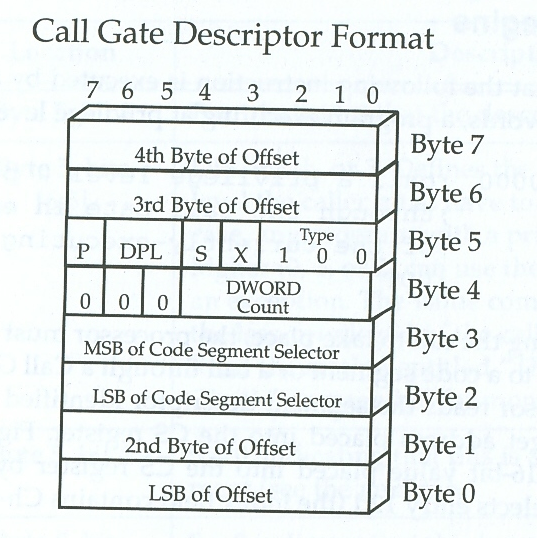 Call Gate Descriptor Format
7 6 5 4 3 2 1 0
4th Byte of Offset Byte 7
3rd Byte of Offset Byte 6
P DPL S X Type 1 0 0 Byte 5
0 0 0 DWORD Count Byte 4
MSB of Code Segment Selector Byte 3
LSB of Code Segment Selector Byte 2
2nd Byte of Offset Byte 1
LSB of Offset Byte 0